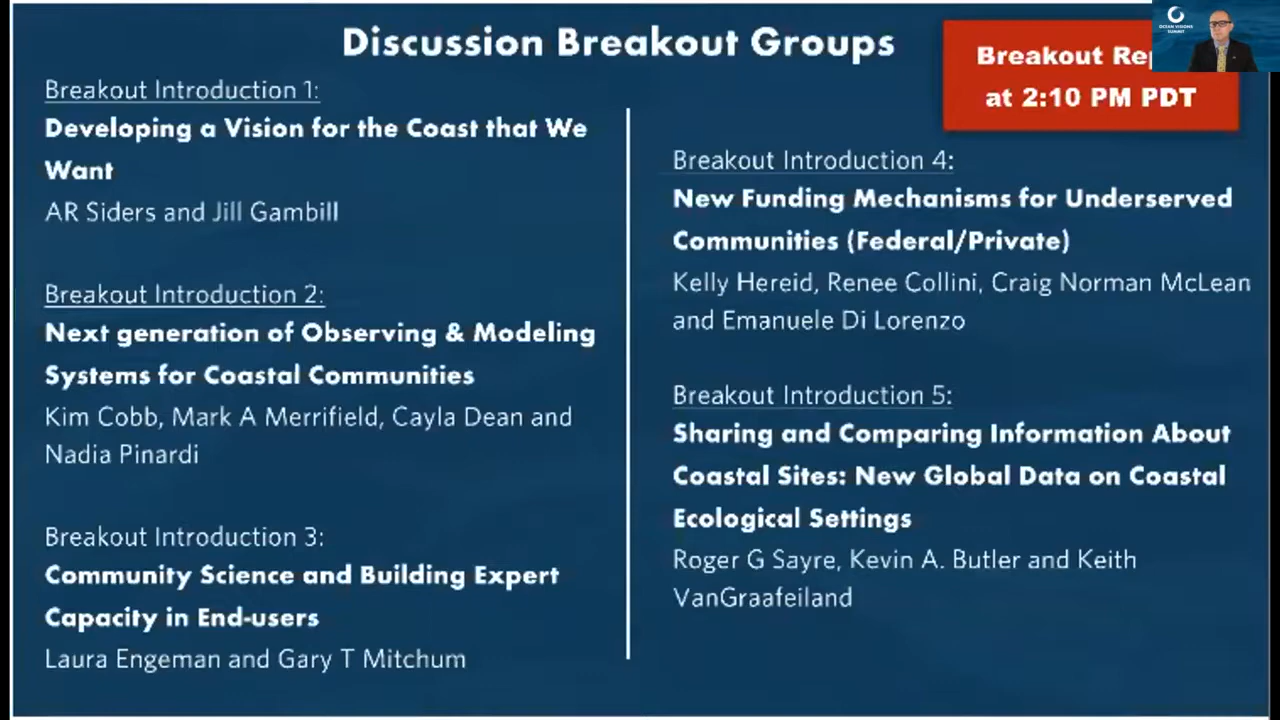 Discussion Breakout Groups
Breakout Introduction 1:
Developing a Vision for the Coast that We
Want
AR Siders and Jill Gambill
Breakout Introduction 2:
Next generation of Observing & Modeling
Systems for Coastal Communities
Kim Cobb, Mark A Merrifield, Cayla Dean and
Nadia Pinardi
Breakout Introduction 3:
Community Science and Building Expert
Capacity in End-users
Laura Engeman and Gary T Mitchum
Breakout
at 2:10 PM PDT
Breakout Introduction 4:
New Funding Mechanisms for Underserved
Communities (Federal/Private)
Kelly Hereid, Renee Collini, Craig Norman McLean
and Emanuele Di Lorenzo
Breakout Introduction 5:
Sharing and Comparing Information About
Coastal Sites: New Global Data on Coastal
Ecological Settings
Roger G Sayre, Kevin A. Butler and Keith
VanGraafeiland
OCEAN VISIONS
SUMMIT